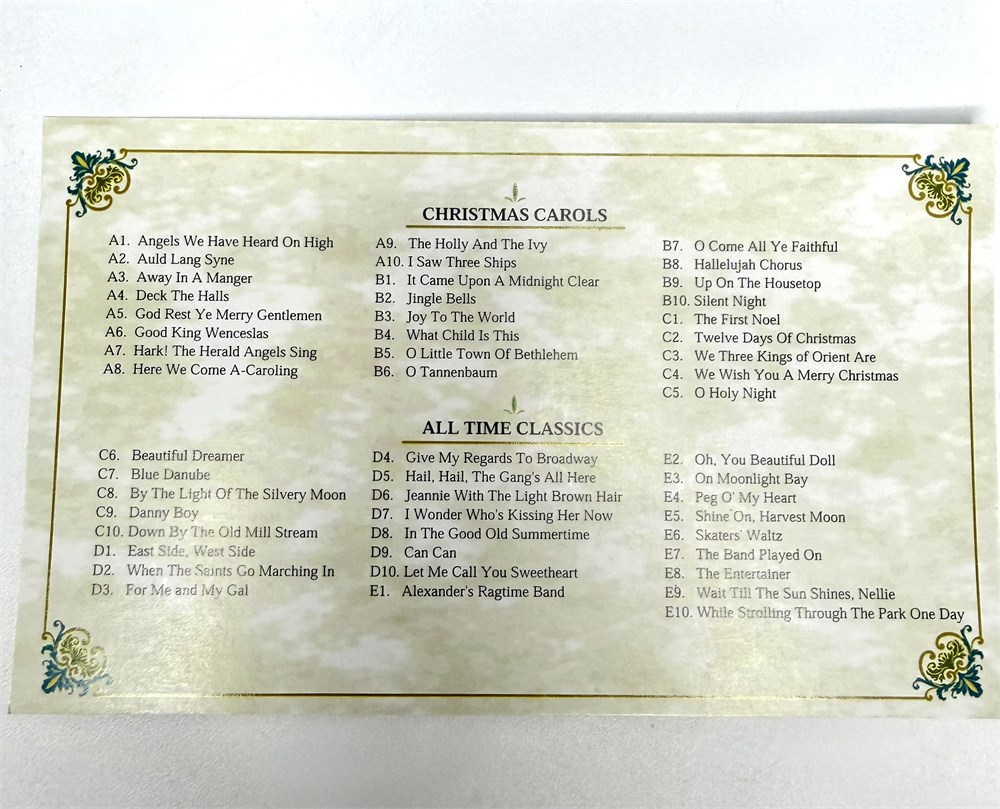 CHRISTMAS CAROLS
A1. Angels We Have Heard On High
A2. Auld Lang Syne
A3. Away In A Manger
A4. Deck The Halls
A5. God Rest Ye Merry Gentlemen
A6. Good King Wenceslas
A7. Hark! The Herald Angels Sing
A8. Here We Come A-Caroling
A9. The Holly And The Ivy
A10. I Saw Three Ships
B1. It Came Upon A Midnight Clear
B2. Jingle Bells
B3. Joy To The World
B4. What Child Is This
B5. O Little Town Of Bethlehem
B6. O Tannenbaum
B7. O Come All Ye Faithful
B8. Hallelujah Chorus
B9. Up On The Housetop
B10. Silent Night
C1. The First Noel
C2. Twelve Days Of Christmas
C3. We Three Kings of Orient Are
C4. We Wish You A Merry Christmas
C5. O Holy Night
ALL TIME CLASSICS
C6. Beautiful Dreamer
C7. Blue Danube
C8. By The Light Of The Silvery Moon
C9. Danny Boy
C10. Down By The Old Mill Stream
D1. East Side, West Side
D2. When The Saints Go Marching In
D3. For Me and My Gal
D4. Give My Regards To Broadway
D5. Hail, Hail, The Gang's All Here
D6. Jeannie With The Light Brown Hair
D7. I Wonder Who's Kissing Her Now
D8. In The Good Old Summertime
D9. Can Can
D10. Let Me Call You Sweetheart
E1. Alexander's Ragtime Band
E2. Oh, You Beautiful Doll
E3. On Moonlight Bay
E4. Peg O' My Heart
E5. Shine On, Harvest Moon
E6. Skaters' Waltz
E7. The Band Played On
E8. The Entertainer
E9. Wait Till The Sun Shines, Nellie
E10. While Strolling Through The Park One Day